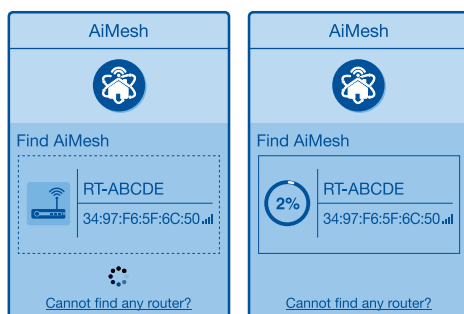 AiMesh
Find AiMesh
RT-ABCDE
34:97:F6:5F:6C:50
Cannot find any router?
AiMesh
Find AiMesh
2%
RT-ABCDE
34:97:F6:5F:6C:50
Cannot find any router?